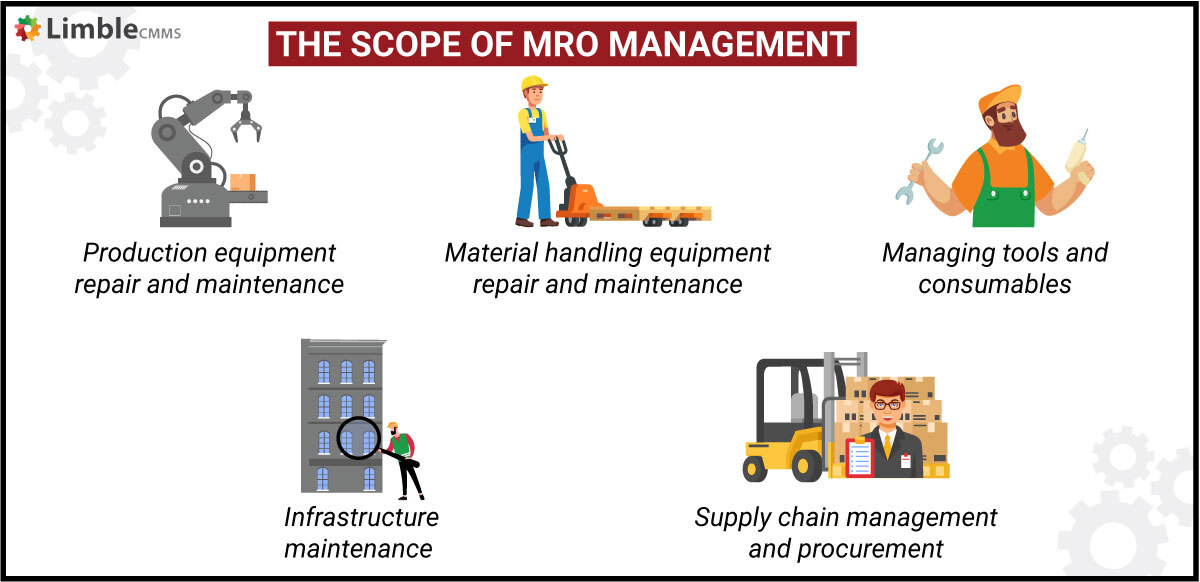 LimbleCMMS
THE SCOPE OF MRO MANAGEMENT
Production equipment
repair and maintenance
Material handling equipment
repair and maintenance
Managing tools and
consumables
Infrastructure
maintenance
Supply chain management
and procurement